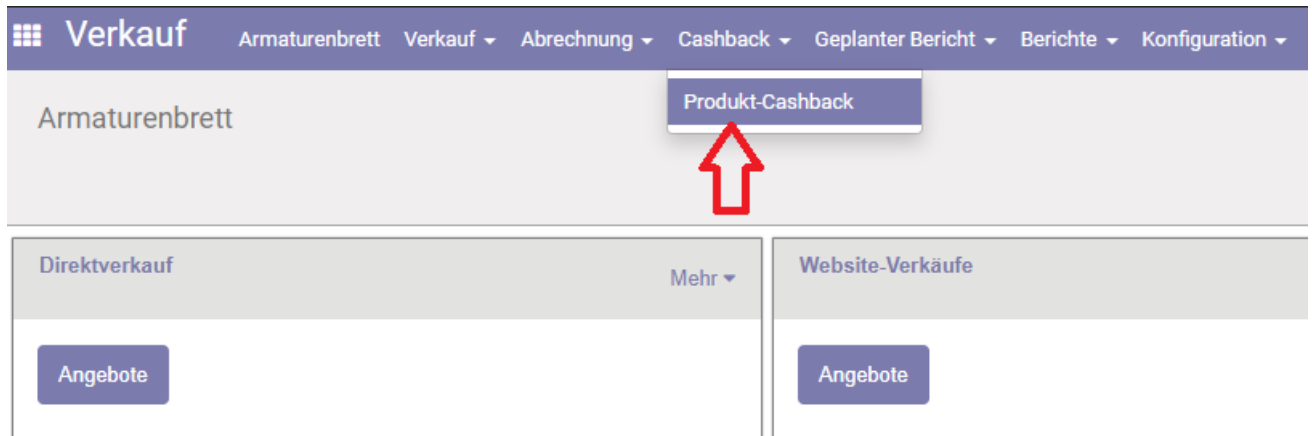 Verkauf Armaturenbrett Verkauf Abrechnung Cashback Geplanter Bericht Berichte Konfiguration
Produkt-Cashback
Armaturenbrett
Direktverkauf
Mehr
Angebote
Website-Verkäufe
Angebote